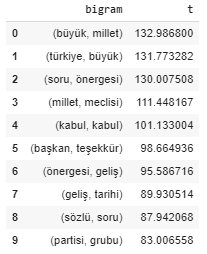 bigram t
0 (büyük, millet) 132.986800
1 (türkiye, büyük) 131.773282
2 (soru, önergesi) 130.007508
3 (millet, meclisi) 111.448167
4 (kabul, kabul) 101.133004
5 (başkan, teşekkür) 98.664936
6 (önergesi, geliş) 95.586716
7 (geliş, tarihi) 89.930514
8 (sözlü, soru) 87.942068
9 (partisi, grubu) 83.006558